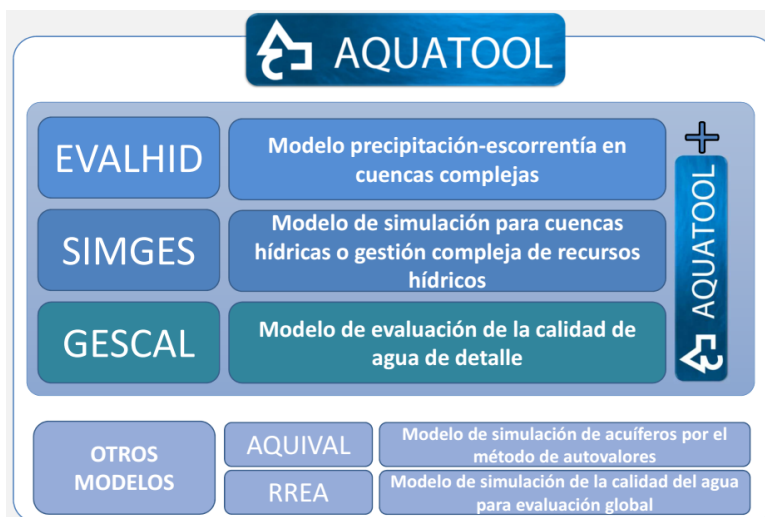 AQUATOOL
EVALHID
Modelo precipitación-escorrentía en
cuencas complejas
SIMGES
Modelo de simulación para cuencas
hídricas o gestión compleja de recursos
hídricos
GESCAL
Modelo de evaluación de la calidad de
agua de detalle
AQUATOOL
+
OTROS
MODELOS
AQUIVAL
Modelo de simulación de acuíferos por el
método de autovalores
RREA
Modelo de simulación de la calidad del agua
para evaluación global